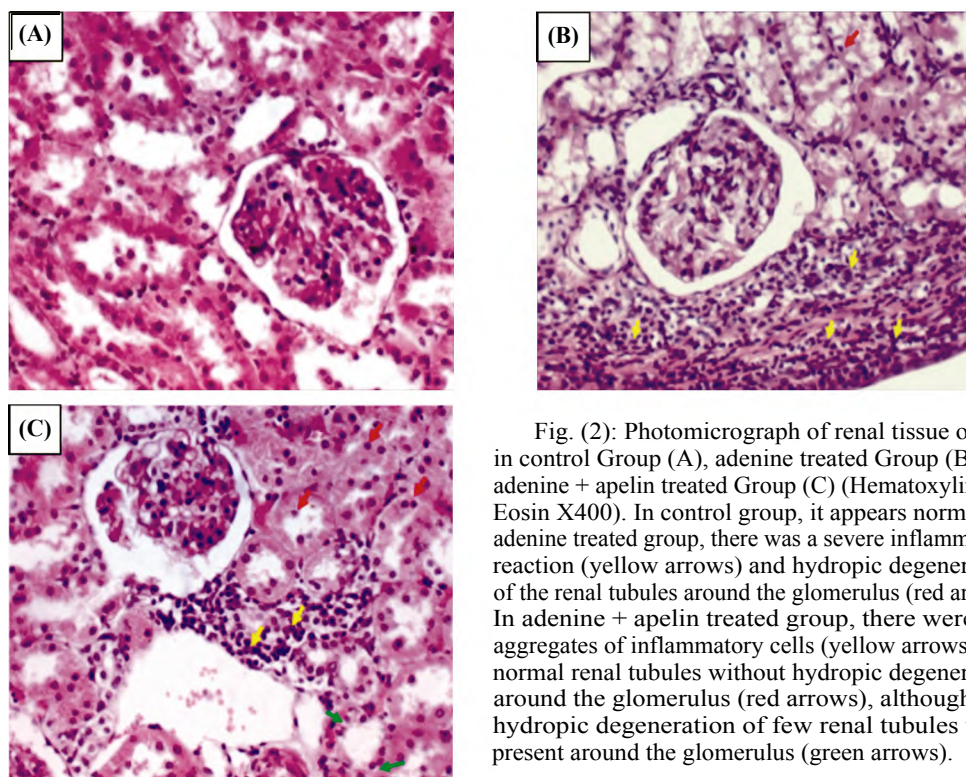 (A)
(B)
(C)
Fig. (2): Photomicrograph of renal tissue o
in control Group (A), adenine treated Group (B
adenine + apelin treated Group (C) (Hematoxylin
Eosin X400). In control group, it appears norm
adenine treated group, there was a severe inflamm
reaction (yellow arrows) and hydropic degener
of the renal tubules around the glomerulus (red ar
In adenine + apelin treated group, there were
aggregates of inflammatory cells (yellow arrows
normal renal tubules without hydropic degener
around the glomerulus (red arrows), although
hydropic degeneration of few renal tubules
present around the glomerulus (green arrows).